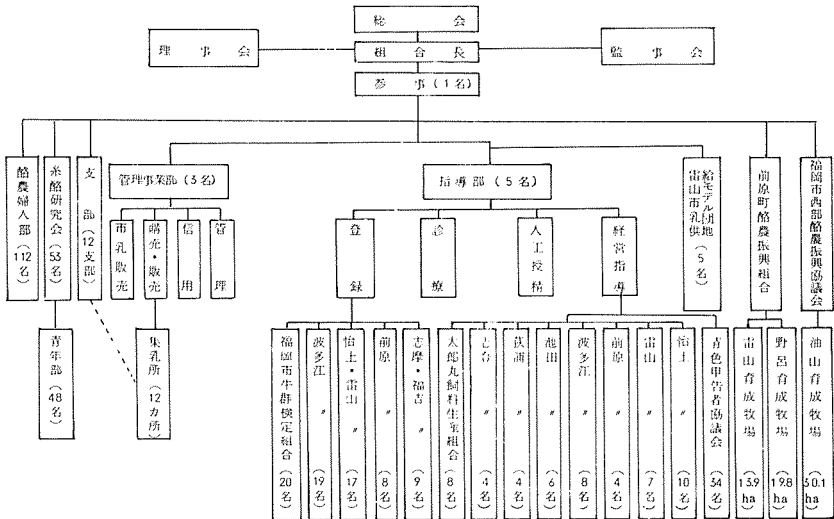 総会
理事会
組合長
監事会
参事(1名)
酪農婦人部(112名)
糸酪研究会(53名)
支部(12支部)
管理事業部(3名)
指導部(5名)
雷山市乳供
給モデル団地(5名)
前原町酪農振興組合
福岡市西部酪農振興協議会
市乳販売
購売・販売
信用
管理
登録
診療
人工授精
経営指導
青年部(48名)
集乳所(12カ所)
福岡市牛群検定組合(20名)
波多江 〃 (19名)
怡土・雷山 〃 (17名)
前原 〃 (8名)
志摩・福吉 〃 (9名)
太郎丸飼料生産組合(8名)
〃 (4名)
〃 (4名)
池田 〃 (6名)
波多江 〃 (8名)
前原 〃 (4名)
雷山 〃 (7名)
怡土 〃 (10名)
青色申告者協議会(34名)
雷山育成牧場(13.9ha)
野呂育成牧場(19.8ha)
油山育成牧場(30.1ha)